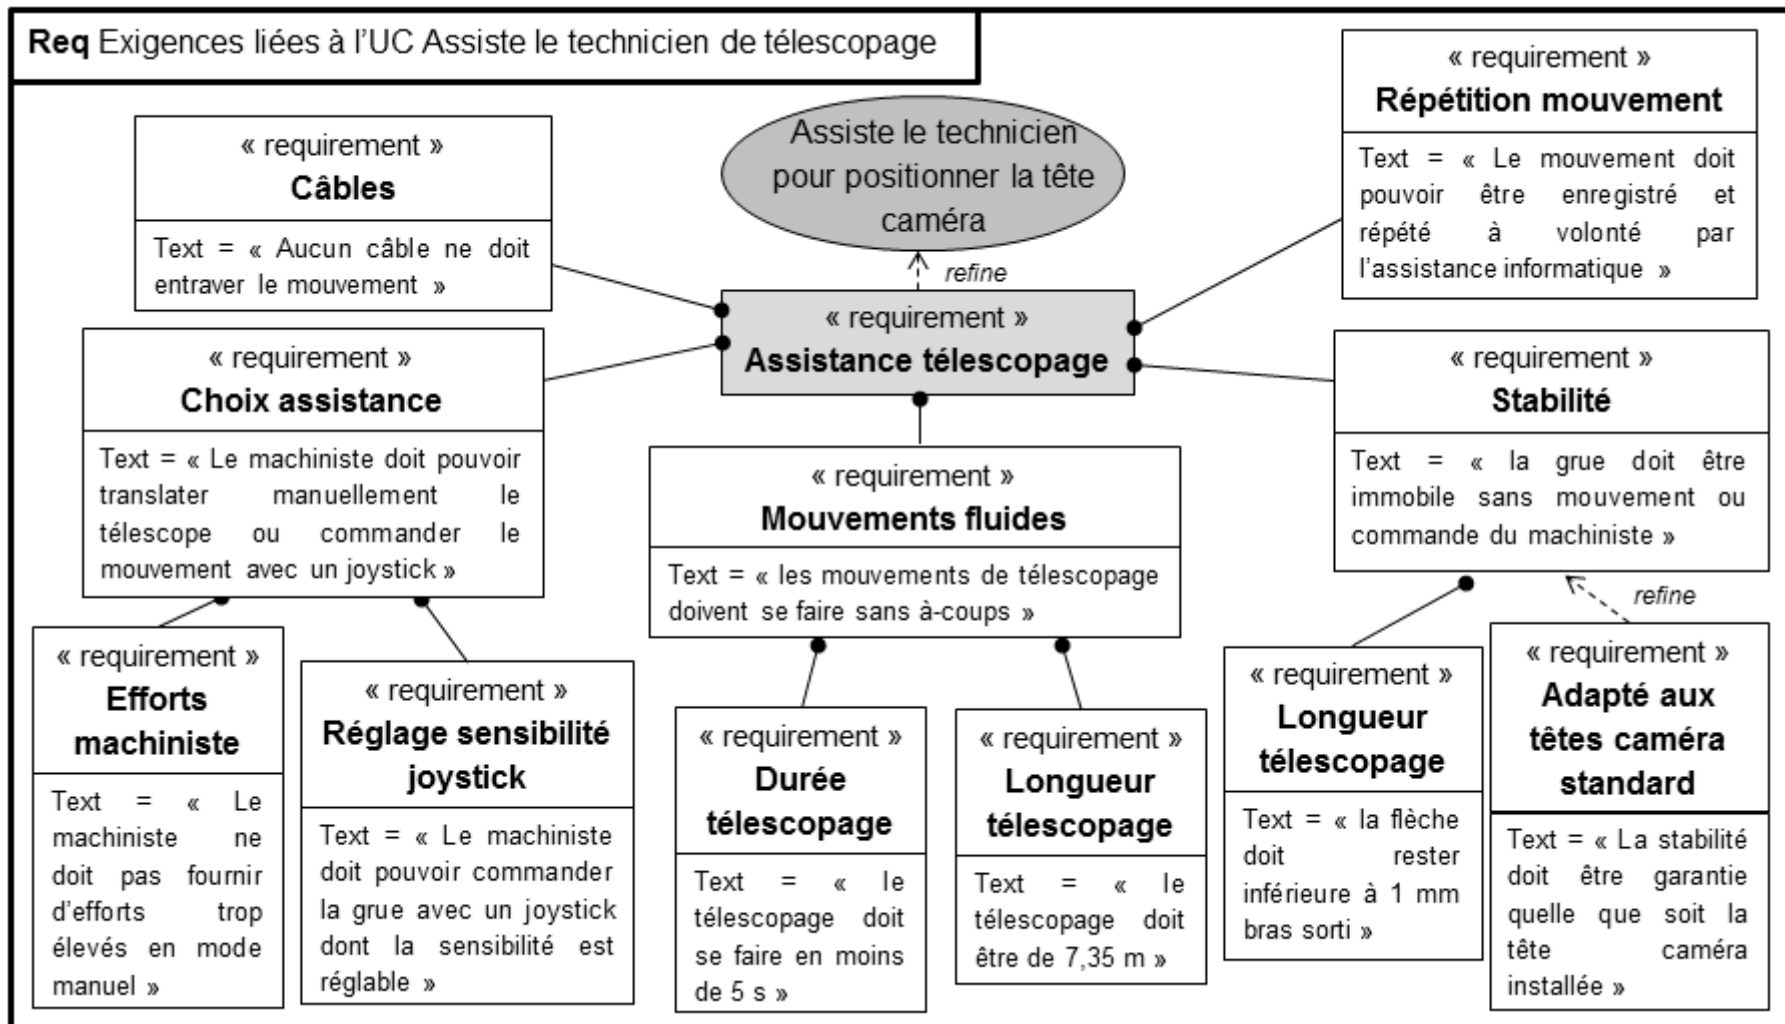 Req Exigences liées à l'UC Assiste le technicien de télescopage
« requirement »
Câbles
Text = « Aucun câble ne doit
entraver le mouvement »
Assiste le technicien
pour positionner la tête
caméra
refine
« requirement »
Assistance télescopage
« requirement »
Répétition mouvement
Text = « Le mouvement doit
pouvoir être enregistré et
répété à volonté par
l'assistance informatique »
« requirement »
Choix assistance
Text = « Le machiniste doit pouvoir
translater manuellement le
télescope ou commander le
mouvement avec un joystick »
« requirement »
Mouvements fluides
Text = « les mouvements de télescopage
doivent se faire sans à-coups »
« requirement »
Stabilité
Text = « la grue doit être
immobile sans mouvement ou
commande du machiniste »
refine
« requirement »
Efforts
machiniste
Text = « Le
machiniste ne
doit pas fournir
d'efforts trop
élevés en mode
manuel »
« requirement »
Réglage sensibilité
joystick
Text = « Le machiniste
doit pouvoir commander
la grue avec un joystick
dont la sensibilité est
réglable »
« requirement »
Durée
télescopage
Text = « le
télescopage doit
se faire en moins
de 5 s »
« requirement »
Longueur
télescopage
Text = « le
télescopage doit
être de 7,35 m »
« requirement »
Longueur
télescopage
Text = « la flèche
doit rester
inférieure à 1 mm
bras sorti »
« requirement »
Adapté aux
têtes caméra
standard
Text = « La stabilité
doit être garantie
quelle que soit la
tête caméra
installée »